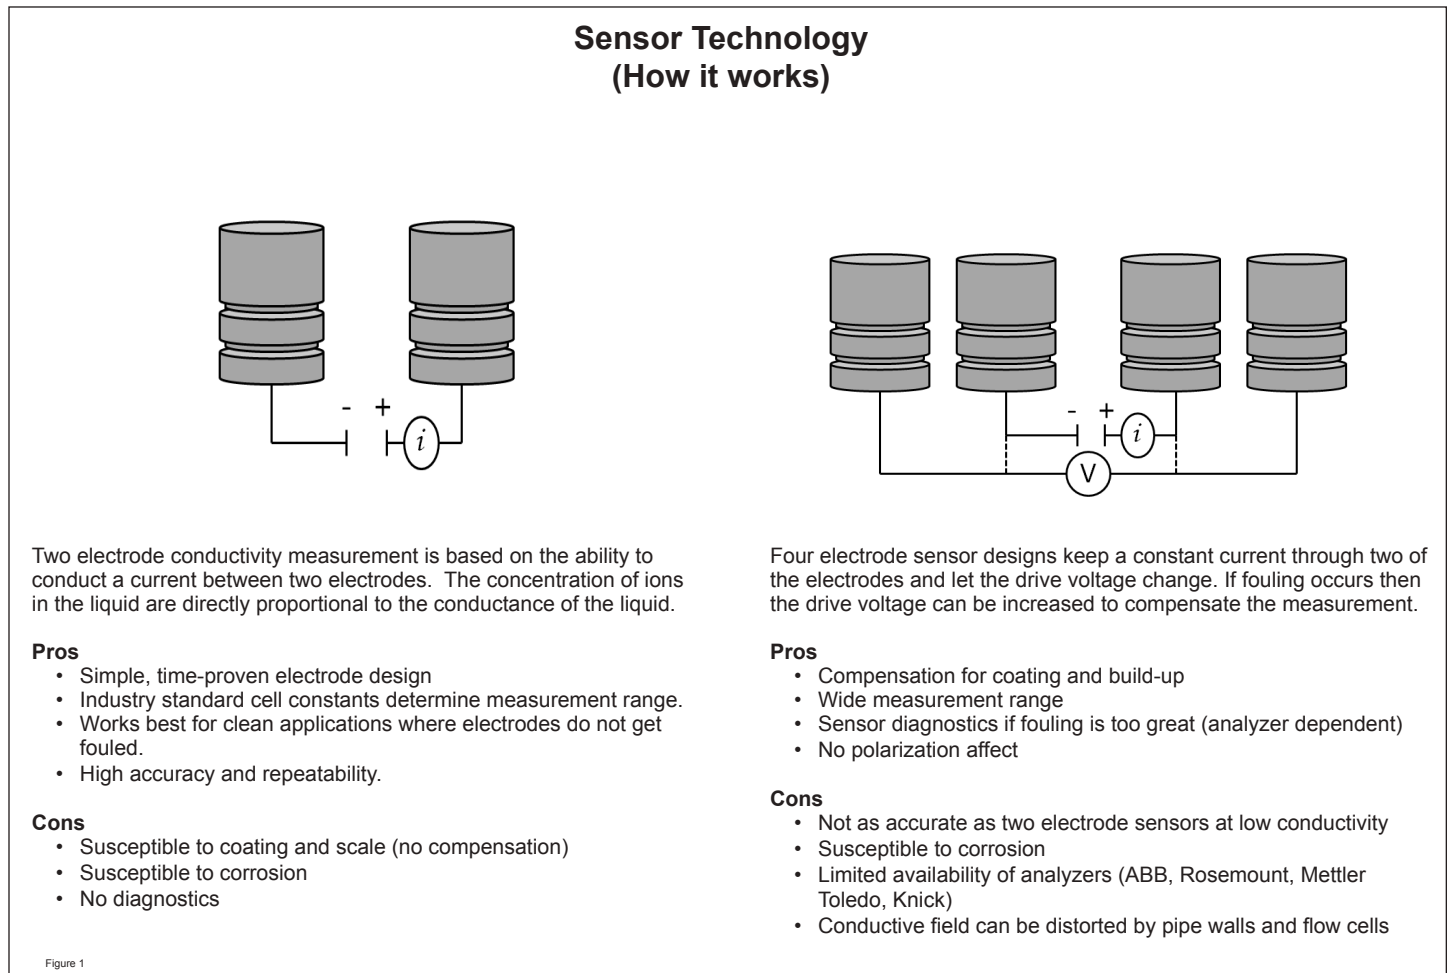 Sensor Technology
(How it works)
- +
i
Two electrode conductivity measurement is based on the ability to
conduct a current between two electrodes.  The concentration of ions
in the liquid are directly proportional to the conductance of the liquid.
Pros
• Simple, time-proven electrode design
• Industry standard cell constants determine measurement range.
• Works best for clean applications where electrodes do not get
fouled.
• High accuracy and repeatability.
Cons
• Susceptible to coating and scale (no compensation)
• Susceptible to corrosion
• No diagnostics
- +
i
V
Four electrode sensor designs keep a constant current through two of
the electrodes and let the drive voltage change. If fouling occurs then
the drive voltage can be increased to compensate the measurement.
Pros
• Compensation for coating and build-up
• Wide measurement range
• Sensor diagnostics if fouling is too great (analyzer dependent)
• No polarization affect
Cons
• Not as accurate as two electrode sensors at low conductivity
• Susceptible to corrosion
• Limited availability of analyzers (ABB, Rosemount, Mettler
Toledo, Knick)
• Conductive field can be distorted by pipe walls and flow cells
Figure 1